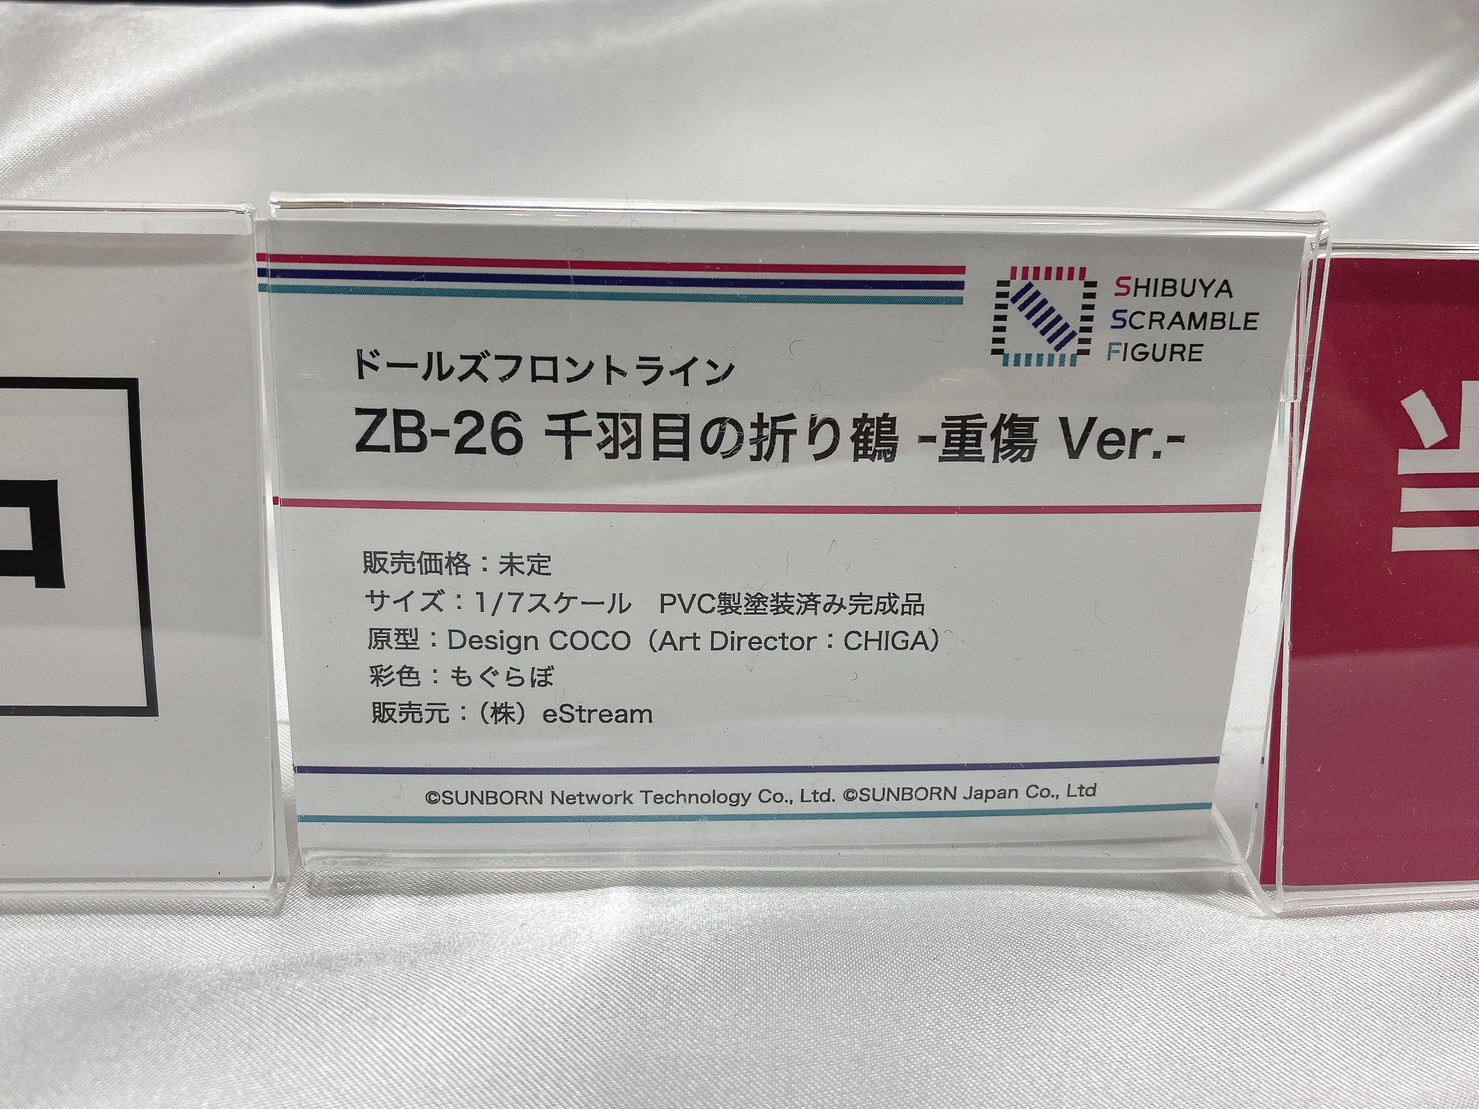 SHIBUYA
SCRAMBLE
FIGURE
ドールズフロントライン
ZB-26 千羽目の折り鶴 -重傷 Ver.-
販売価格：未定
サイズ：1/7スケール　PVC製塗装済み完成品
原型：Design COCO（Art Director：CHIGA）
彩色：もぐらぼ
販売元：（株）eStream
©SUNBORN Network Technology Co., Ltd. ©SUNBORN Japan Co., Ltd